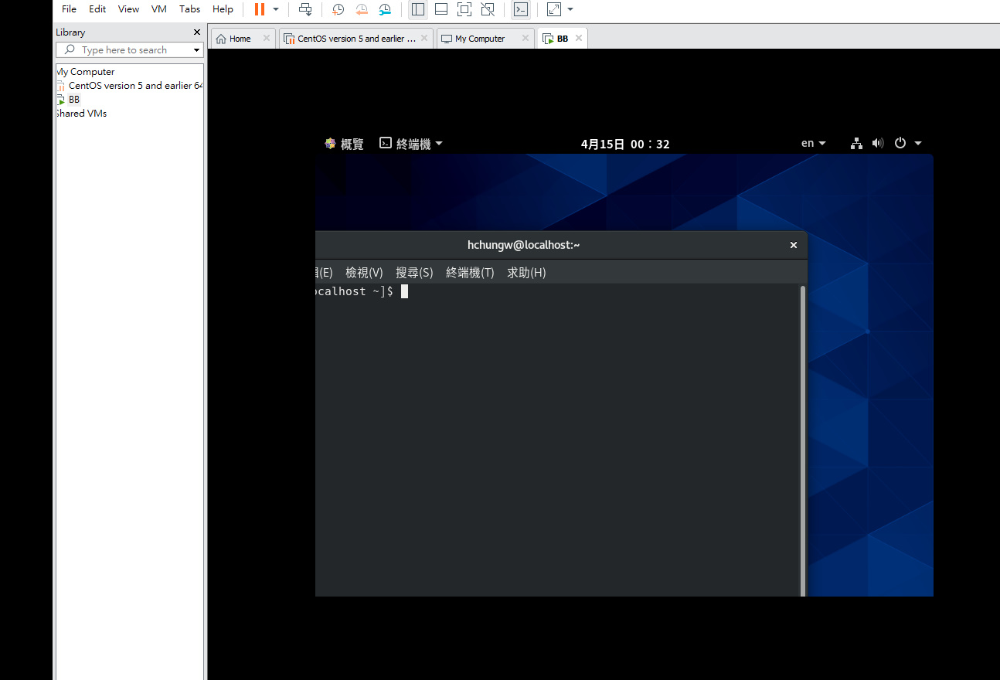 File Edit View VM Tabs Help
Library
Type here to search
Home
CentOS version 5 and earlier ...
My Computer
BB
My Computer
CentOS version 5 and earlier 64
BB
Shared VMs
概覽 終端機 4月15日 00:32 en
hchungw@localhost:~
(E) 檢視(V) 搜尋(S) 終端機(T) 求助(H)
ocalhost ~]$